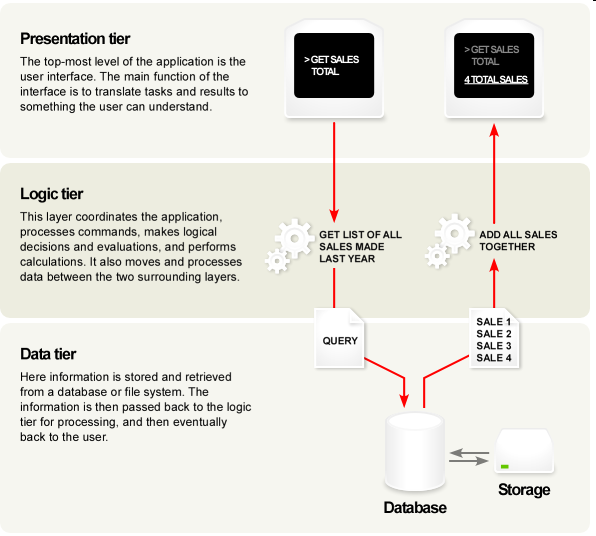 Presentation tier
The top-most level of the application is the
user interface. The main function of the
interface is to translate tasks and results to
something the user can understand.
> GET SALES
TOTAL
> GET SALES
TOTAL
4 TOTAL SALES
Logic tier
This layer coordinates the application,
processes commands, makes logical
decisions and evaluations, and performs
calculations. It also moves and processes
data between the two surrounding layers.
GET LIST OF ALL
SALES MADE
LAST YEAR
ADD ALL SALES
TOGETHER
Data tier
Here information is stored and retrieved
from a database or file system. The
information is then passed back to the logic
tier for processing, and then eventually
back to the user.
QUERY
SALE 1
SALE 2
SALE 3
SALE 4
Database
Storage